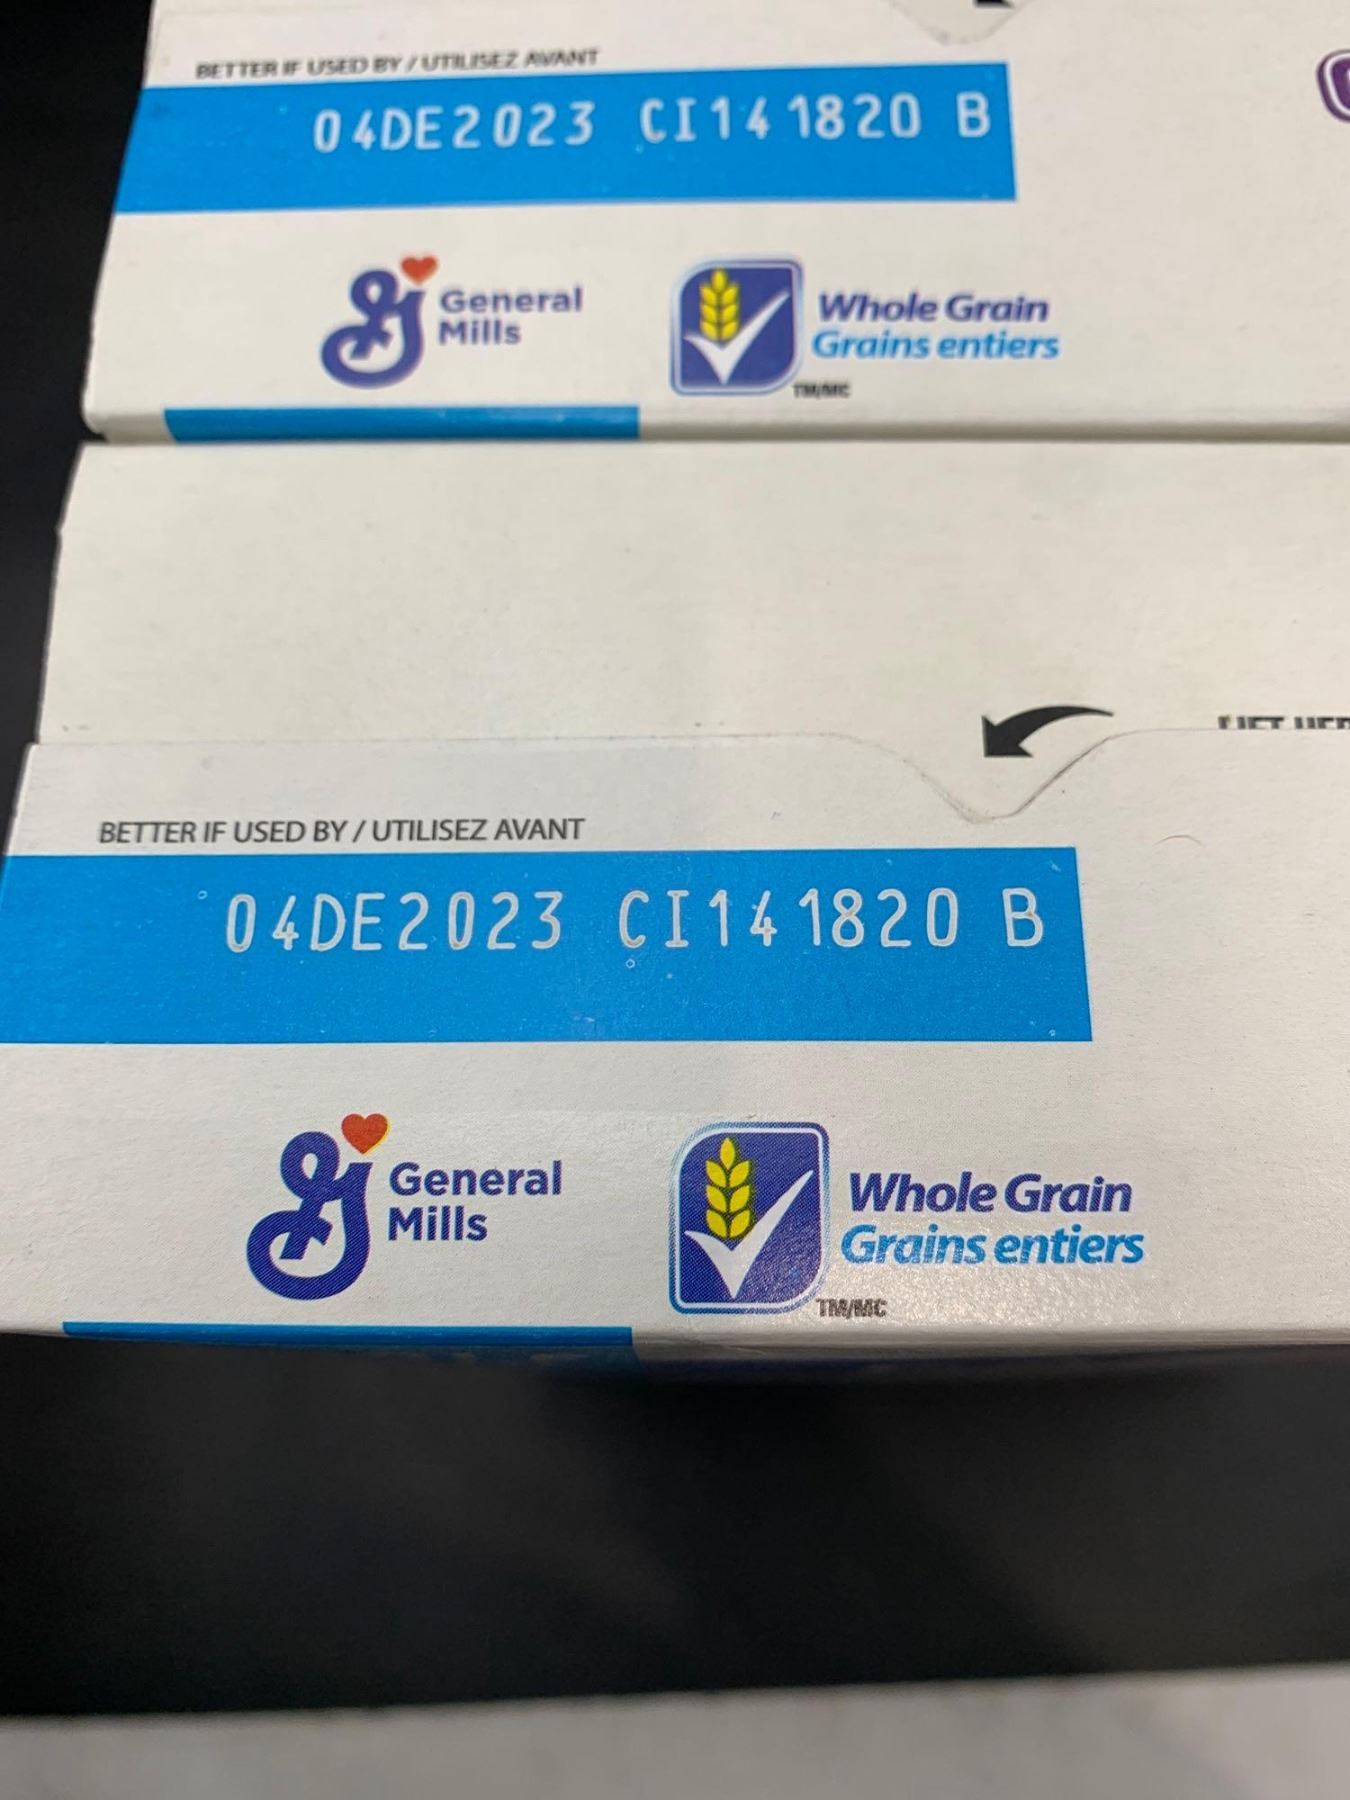 BETTER IF USED BY / UTILISEZ AVANT
04DE2023 CI141820 B
General
Mills
Whole Grain
Grains entiers
TM/MC
BETTER IF USED BY / UTILISEZ AVANT
04DE2023 CI141820 B
General
Mills
Whole Grain
Grains entiers
TM/MC